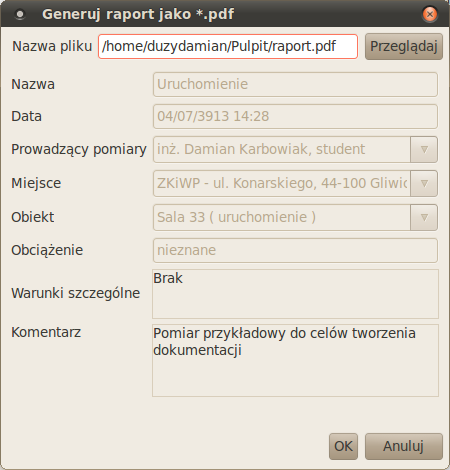 Generuj raport jako *.pdf
Nazwa pliku /home/duzydamian/Pulpit/raport.pdf Przeglądaj
Nazwa Uruchomienie
Data 04/07/3913 14:28
Prowadzący pomiary inż. Damian Karbowiak, student
Miejsce ZKiWP - ul. Konarskiego, 44-100 Gliwic
Obiekt Sala 33 ( uruchomienie )
Obciążenie nieznane
Warunki szczególne Brak
Komentarz Pomiar przykładowy do celów tworzenia
dokumentacji
OK Anuluj